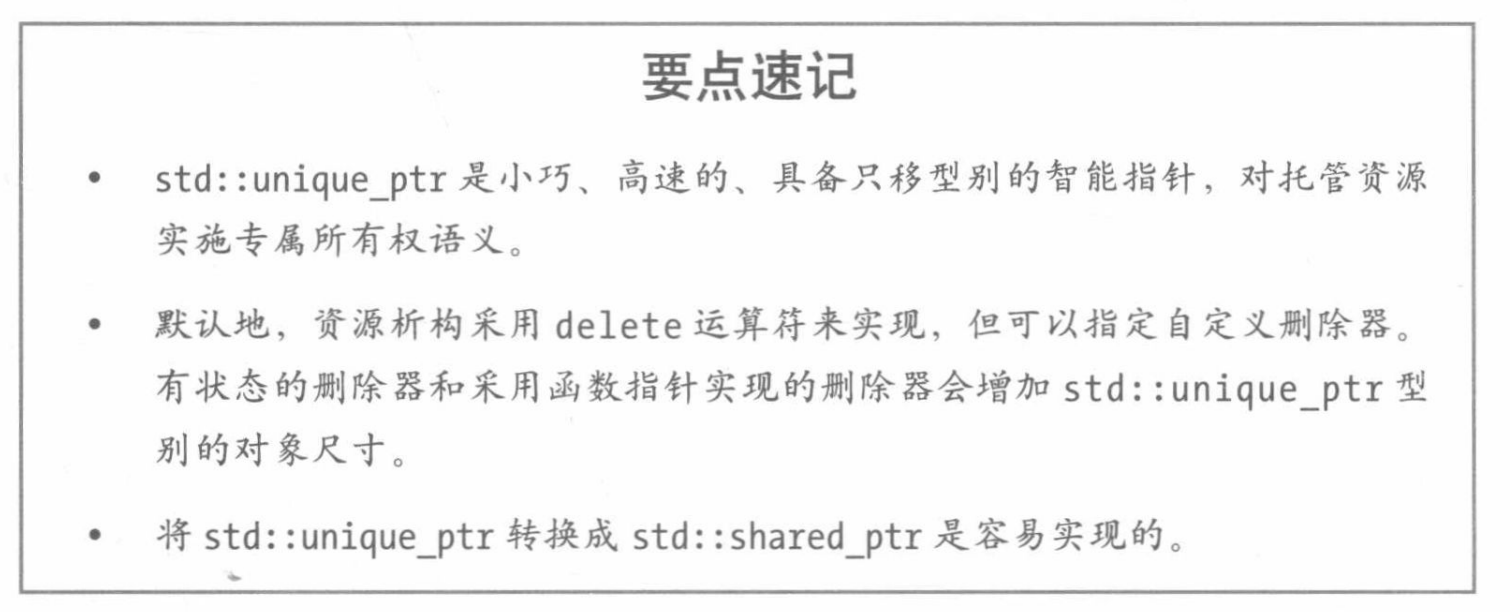 要点速记
• std::unique_ptr 是小巧、高速的、具备只移型别的智能指针，对托管资源
实施专属所有权语义。
• 默认地，资源析构采用 delete 运算符来实现，但可以指定自定义删除器。
有状态的删除器和采用函数指针实现的删除器会增加 std::unique_ptr 型
别的对象尺寸。
• 将 std::unique_ptr 转换成 std::shared_ptr 是容易实现的。